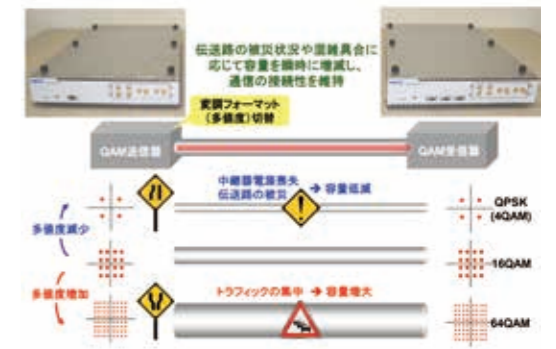 伝送路の被災状況や混雑具合に
応じて容量を瞬時に増減し、
通信の接続性を維持
変調フォーマット
(多値度)切替
QAM送信器
QAM受信器
中継器電源喪失
伝送路の被災
→ 容量低減
QPSK
(4QAM)
多値度減少
16QAM
多値度増加
トラフィックの集中 → 容量増大
64QAM